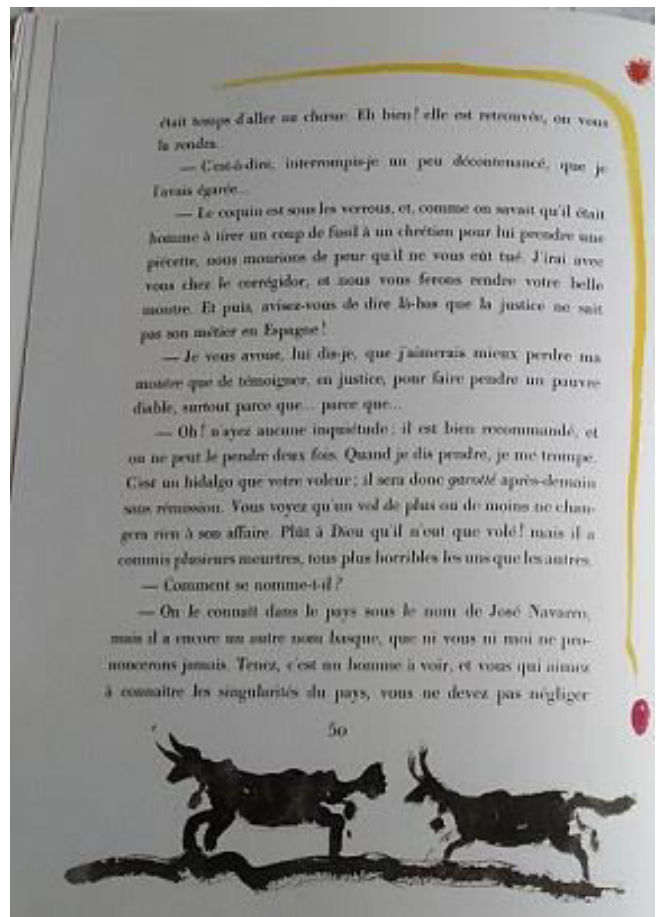 était temps d'aller au chœur. Eh bien! elle est retrouvée, on vous
la rendra.
— C'est-à-dire, interrompis-je un peu décontenancé, que je
l'avais égarée...
— Le coquin est sous les verrous, et, comme on savait qu'il était
homme à tirer un coup de fusil à un chrétien pour lui prendre une
piécette, nous mourions de peur qu'il ne vous eût tué. J'irai avec
vous chez le corrégidor, et nous vous ferons rendre votre belle
montre. Et puis, avisez-vous de dire là-bas que la justice ne sait
pas son métier en Espagne!
— Je vous avoue, lui dis-je, que j'aimerais mieux perdre ma
montre que de témoigner, en justice, pour faire pendre un pauvre
diable, surtout parce que... parce que...
— Oh! n'ayez aucune inquiétude; il est bien recommandé, et
on ne peut le pendre deux fois. Quand je dis pendre, je me trompe.
C'est un hidalgo que votre voleur; il sera donc garotté après-demain
sans rémission. Vous voyez qu'un vol de plus ou de moins ne chan-
gera rien à son affaire. Plût à Dieu qu'il n'eut que volé! mais il a
commis plusieurs meurtres, tous plus horribles les uns que les autres.
— Comment se nomme-t-il?
— On le connaît dans le pays sous le nom de José Navarro,
mais il a encore un autre nom basque, que ni vous ni moi ne pro-
noncerons jamais. Tenez, c'est un homme à voir, et vous qui aimez
à connaître les singularités du pays, vous ne devez pas négliger
50